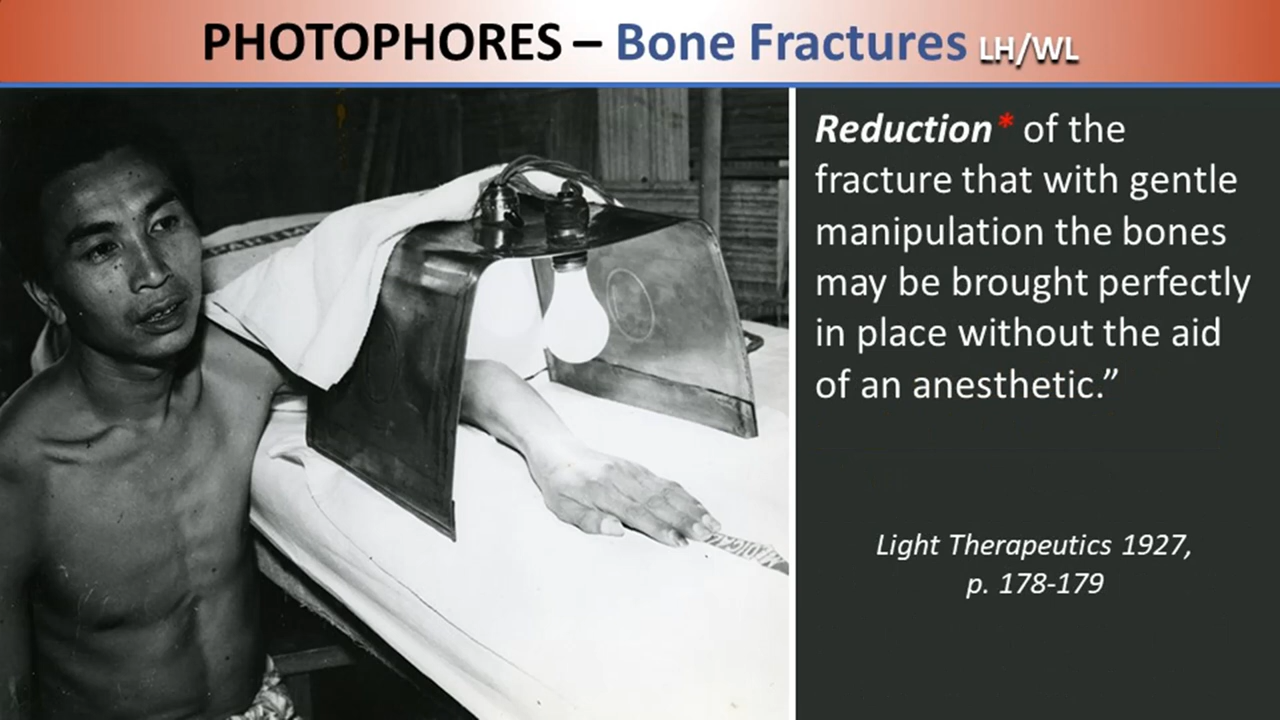 PHOTOPHORES – Bone Fractures LH/WL
Reduction* of the
fracture that with gentle
manipulation the bones
may be brought perfectly
in place without the aid
of an anesthetic.”
Light Therapeutics 1927,
p. 178-179